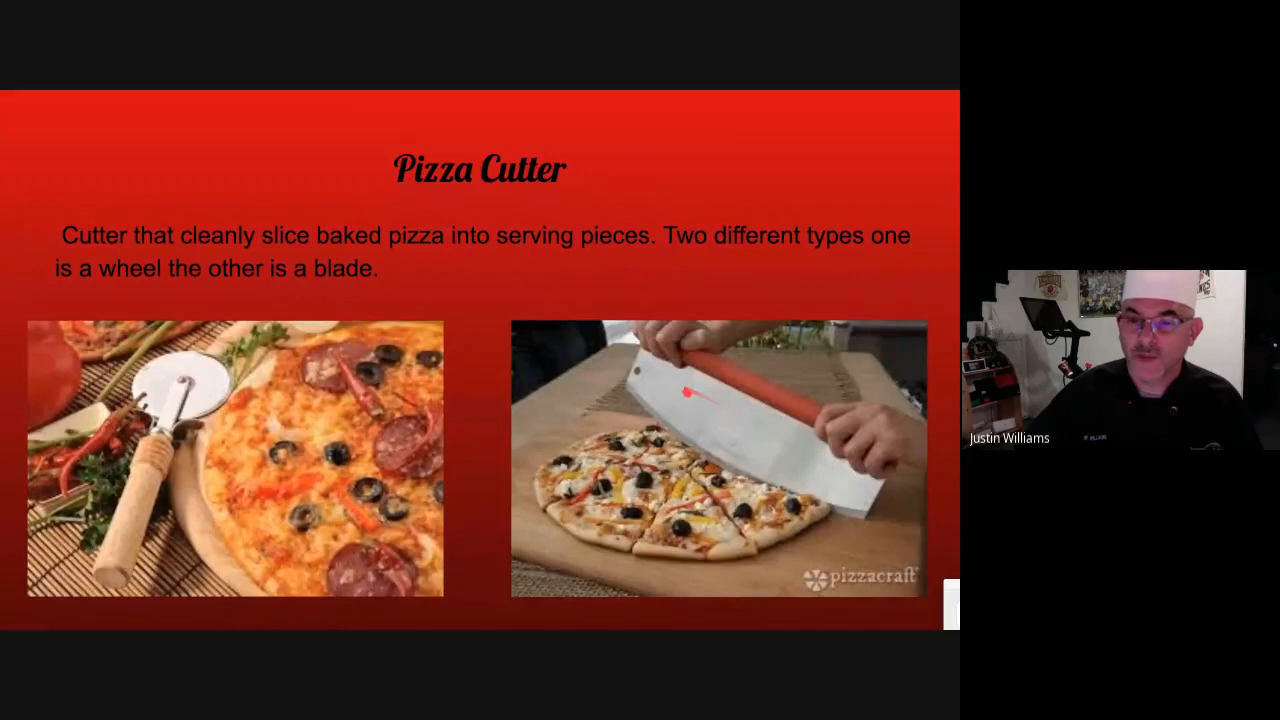 Pizza Cutter
Cutter that cleanly slice baked pizza into serving pieces. Two different types one
is a wheel the other is a blade.
pizzacraft
Justin Williams